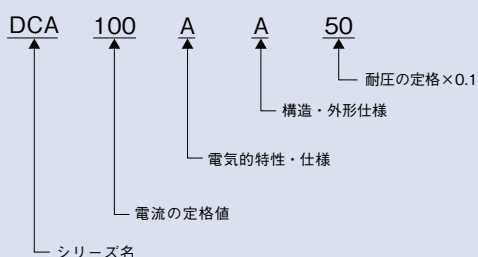 DCA 100 A A 50
耐圧の定格×0.1
構造・外形仕様
電気的特性・仕様
電流の定格値
シリーズ名